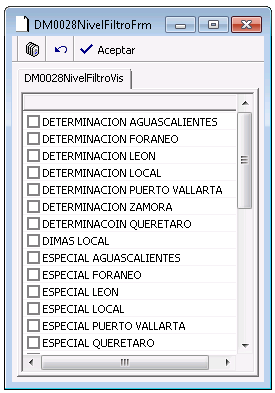 DM0028NivelFiltroFrm
Aceptar
DM0028NivelFiltroVis
DETERMINACION AGUASCALIENTES
DETERMINACION FORANEO
DETERMINACION LEON
DETERMINACION LOCAL
DETERMINACION PUERTO VALLARTA
DETERMINACION ZAMORA
DETERMINACOIN QUERETARO
DIMAS LOCAL
ESPECIAL AGUASCALIENTES
ESPECIAL FORANEO
ESPECIAL LEON
ESPECIAL LOCAL
ESPECIAL PUERTO VALLARTA
ESPECIAL QUERETARO